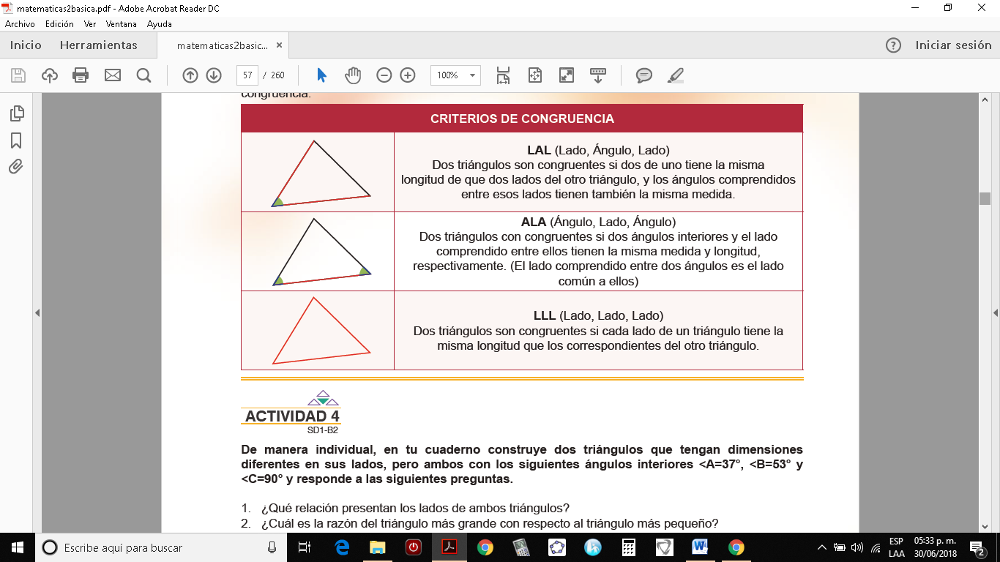 matematicas2basica.pdf - Adobe Acrobat Reader DC
Archivo Edición Ver Ventana Ayuda
Inicio Herramientas matematicas2basic... × ? Iniciar sesión
57 / 260 100%
congruencia.
CRITERIOS DE CONGRUENCIA
LAL (Lado, Ángulo, Lado)
Dos triángulos son congruentes si dos de uno tiene la misma
longitud de que dos lados del otro triángulo, y los ángulos comprendidos
entre esos lados tienen también la misma medida.
ALA (Ángulo, Lado, Ángulo)
Dos triángulos con congruentes si dos ángulos interiores y el lado
comprendido entre ellos tienen la misma medida y longitud,
respectivamente. (El lado comprendido entre dos ángulos es el lado
común a ellos)
LLL (Lado, Lado, Lado)
Dos triángulos son congruentes si cada lado de un triángulo tiene la
misma longitud que los correspondientes del otro triángulo.
ACTIVIDAD 4
SD1-B2
De manera individual, en tu cuaderno construye dos triángulos que tengan dimensiones
diferentes en sus lados, pero ambos con los siguientes ángulos interiores <A=37°, <B=53° y
<C=90° y responde a las siguientes preguntas.
1. ¿Qué relación presentan los lados de ambos triángulos?
2. ¿Cuál es la razón del triángulo más grande con respecto al triángulo más pequeño?
Escribe aquí para buscar
ESP 05:33 p. m.
LAA 30/06/2018
2